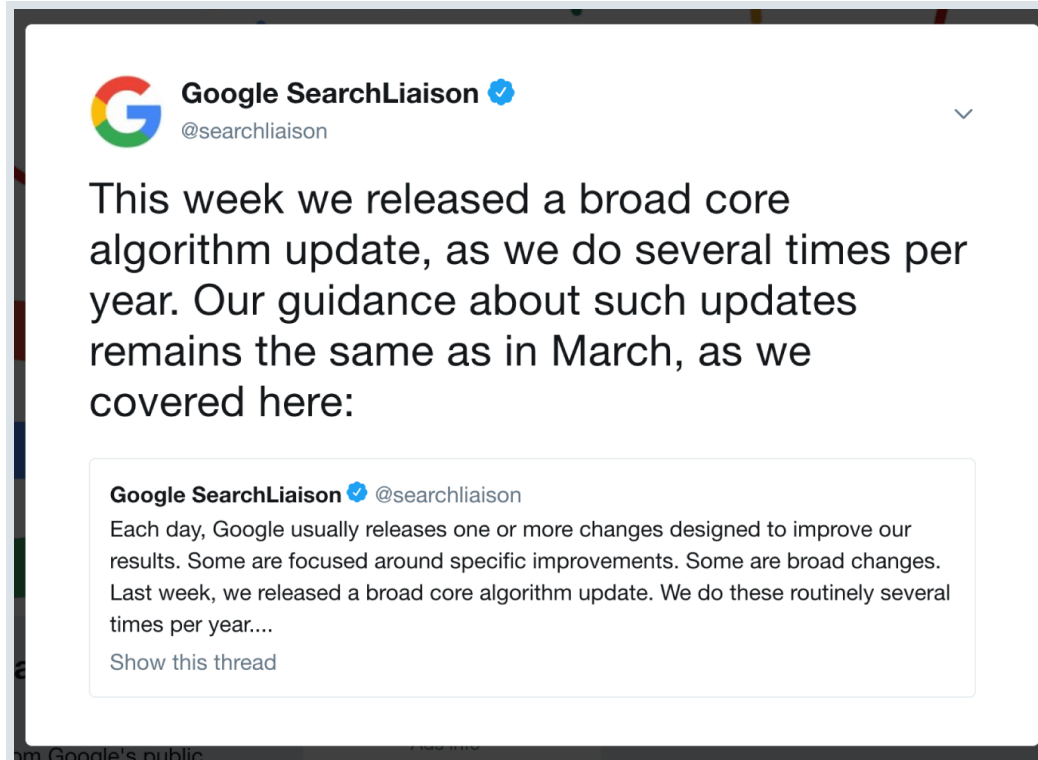 Google SearchLiaison
@searchliaison
This week we released a broad core
algorithm update, as we do several times per
year. Our guidance about such updates
remains the same as in March, as we
covered here:
Google SearchLiaison @searchliaison
Each day, Google usually releases one or more changes designed to improve our
results. Some are focused around specific improvements. Some are broad changes.
Last week, we released a broad core algorithm update. We do these routinely several
times per year....
Show this thread
om Google's public